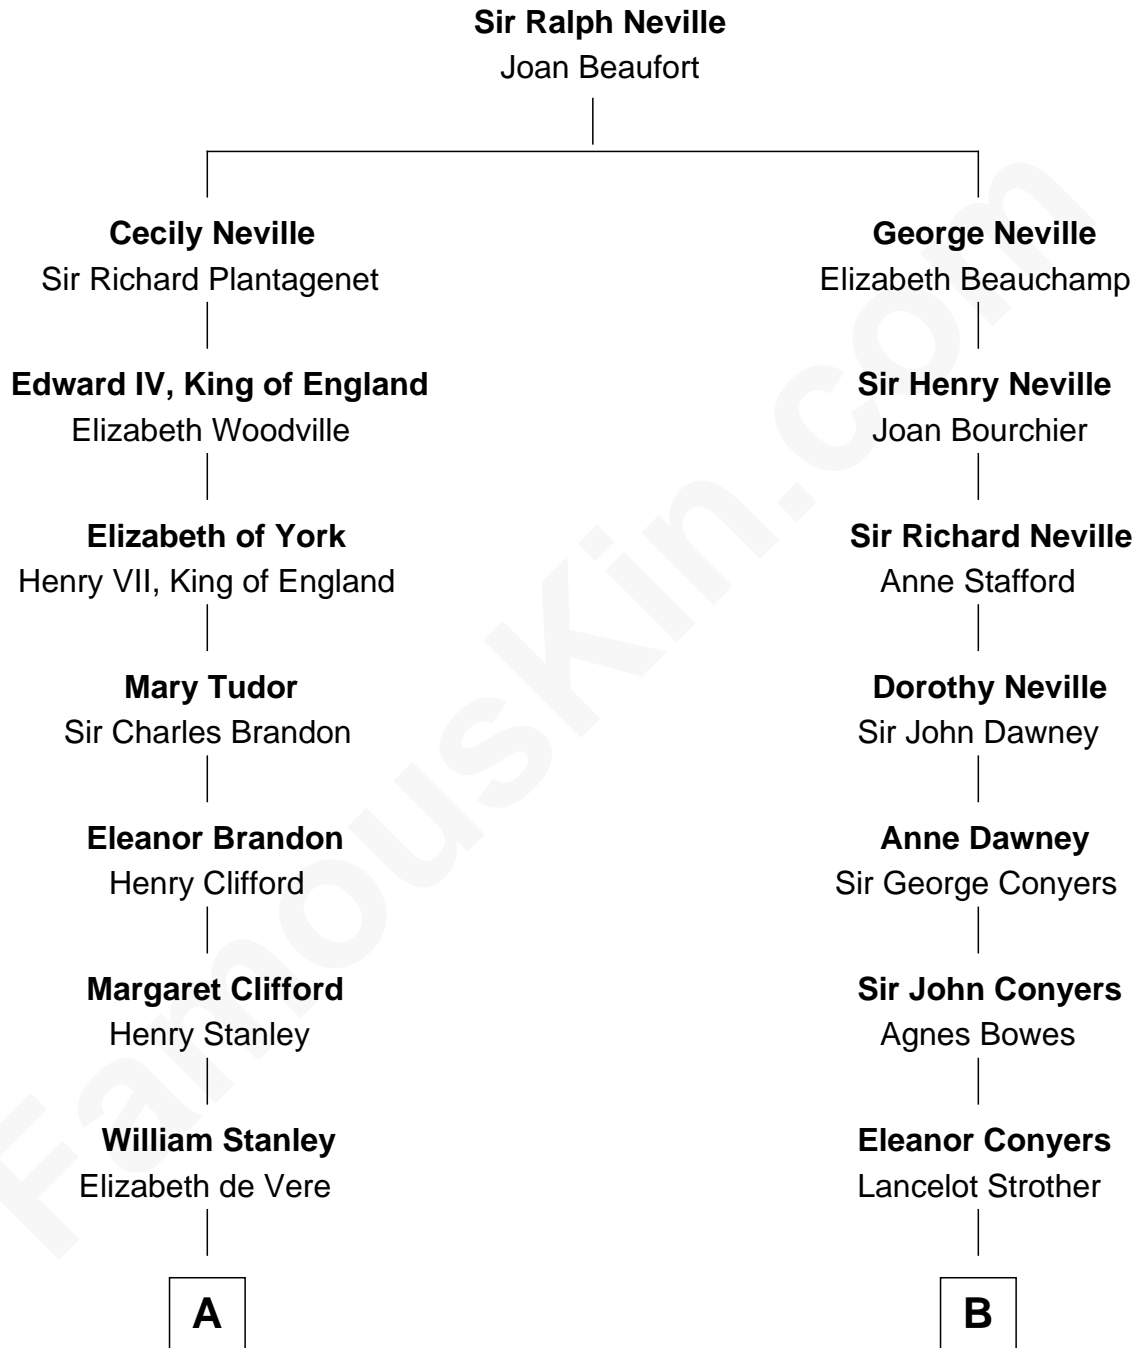 Sir Ralph Neville
Joan Beaufort
Cecily Neville
Sir Richard Plantagenet
George Neville
Elizabeth Beauchamp
Edward IV, King of England
Elizabeth Woodville
Sir Henry Neville
Joan Bourchier
Elizabeth of York
Henry VII, King of England
Sir Richard Neville
Anne Stafford
Mary Tudor
Sir Charles Brandon
Dorothy Neville
Sir John Dawney
Eleanor Brandon
Henry Clifford
Anne Dawney
Sir George Conyers
Margaret Clifford
Henry Stanley
Sir John Conyers
Agnes Bowes
William Stanley
Elizabeth de Vere
Eleanor Conyers
Lancelot Strother
A
B
FamousKin.com